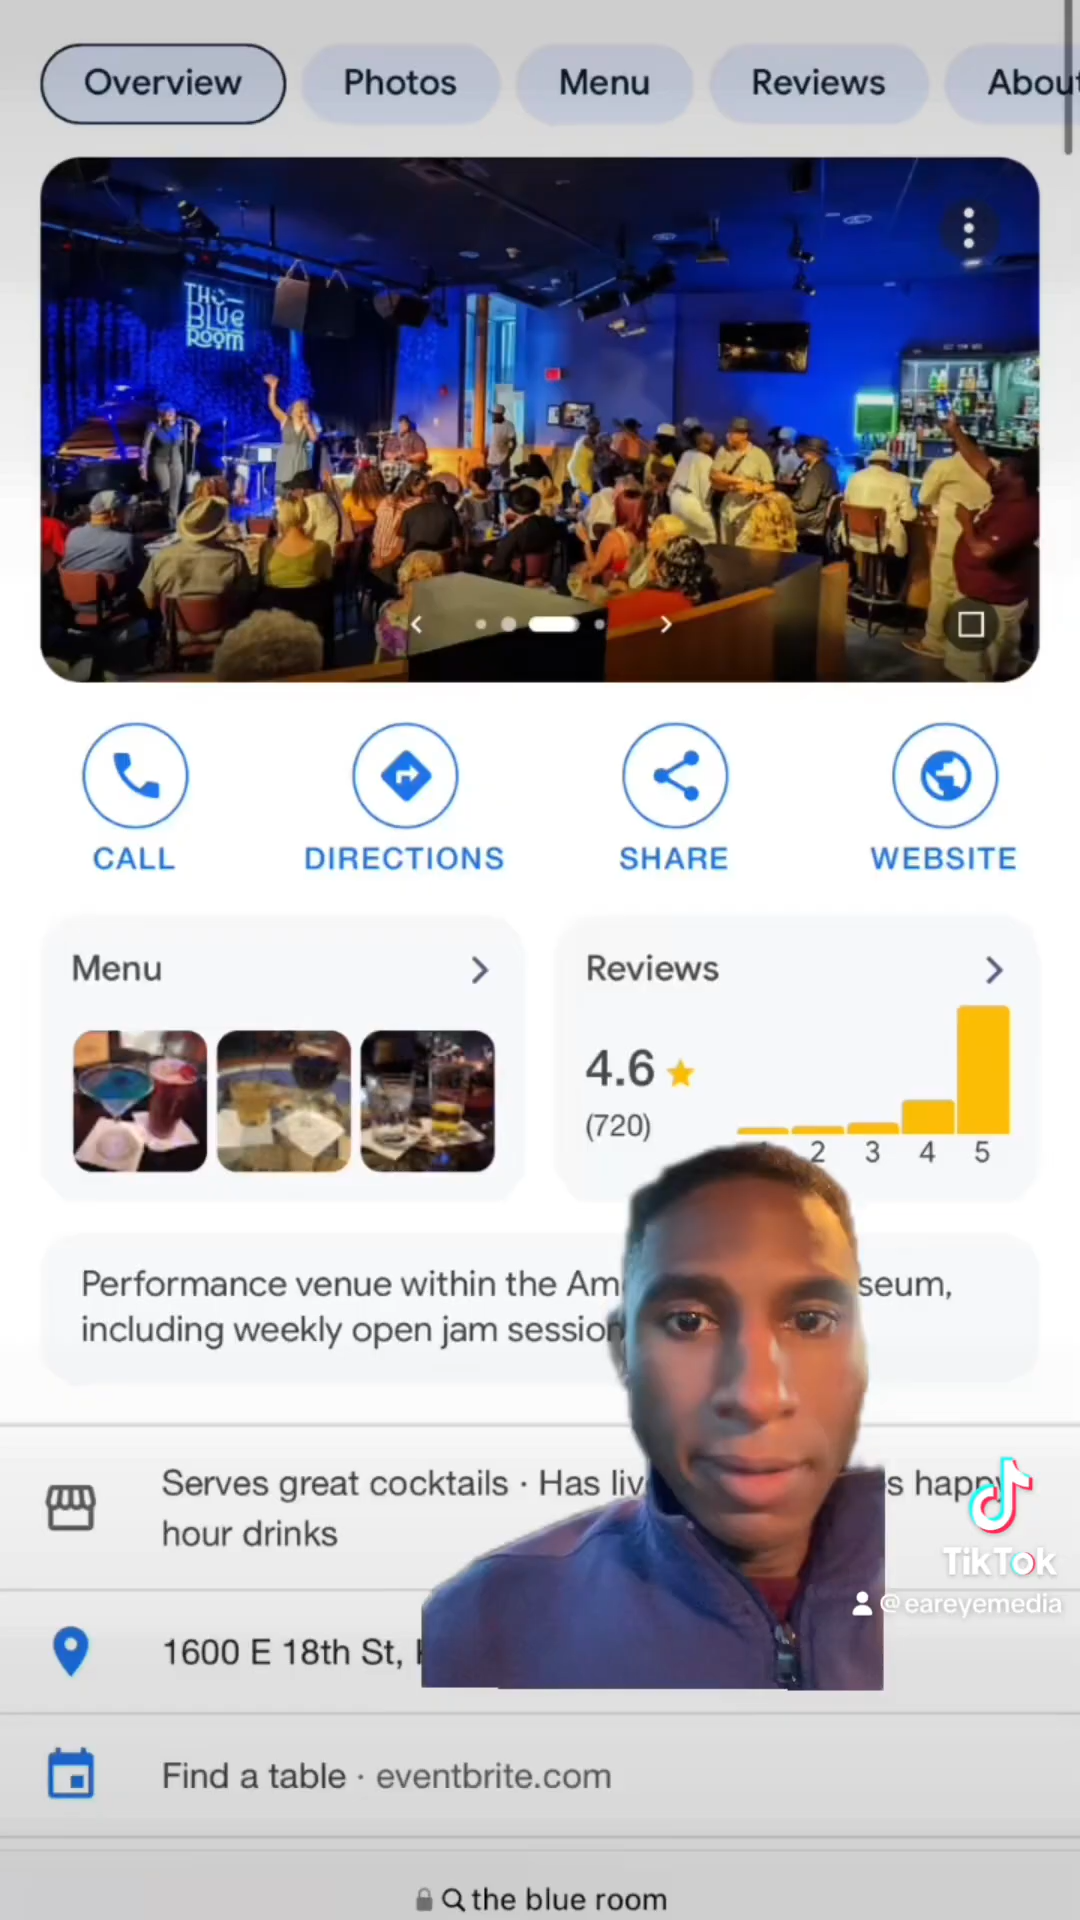 Overview Photos Menu Reviews About
THE
BLUE
ROOM
CALL DIRECTIONS SHARE WEBSITE
Menu
Reviews
4.6
(720)
2 3 4 5
Performance venue within the Am seum,
including weekly open jam session
Serves great cocktails · Has liv s happy
hour drinks
TikTok
@eareyemedia
1600 E 18th St,
Find a table · eventbrite.com
the blue room